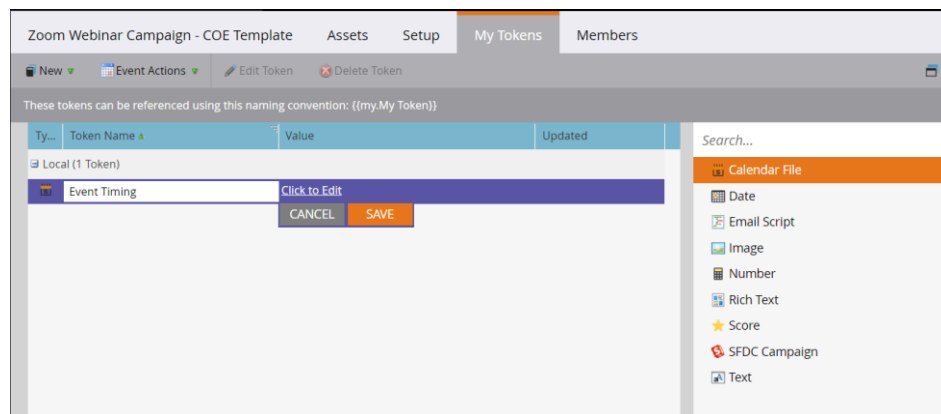 Zoom Webinar Campaign - COE Template Assets Setup My Tokens Members
New Event Actions Edit Token Delete Token
These tokens can be referenced using this naming convention: {{my.My Token}}
Ty... Token Name Value Updated
Local (1 Token)
Event Timing Click to Edit
CANCEL SAVE
Search...
Calendar File
Date
Email Script
Image
Number
Rich Text
Score
SFDC Campaign
Text